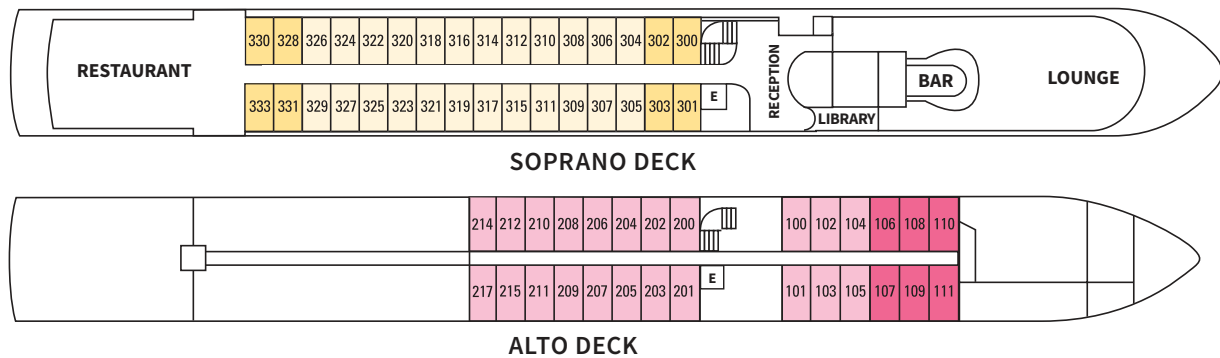 330 328 326 324 322 320 318 316 314 312 310 308 306 304 302 300
RESTAURANT
RECEPTION
BAR
LOUNGE
333 331 329 327 325 323 321 319 317 315 311 309 307 305 303 301
E
LIBRARY
SOPRANO DECK
214 212 210 208 206 204 202 200 100 102 104 106 108 110
E
217 215 211 209 207 205 203 201 101 103 105 107 109 111
ALTO DECK